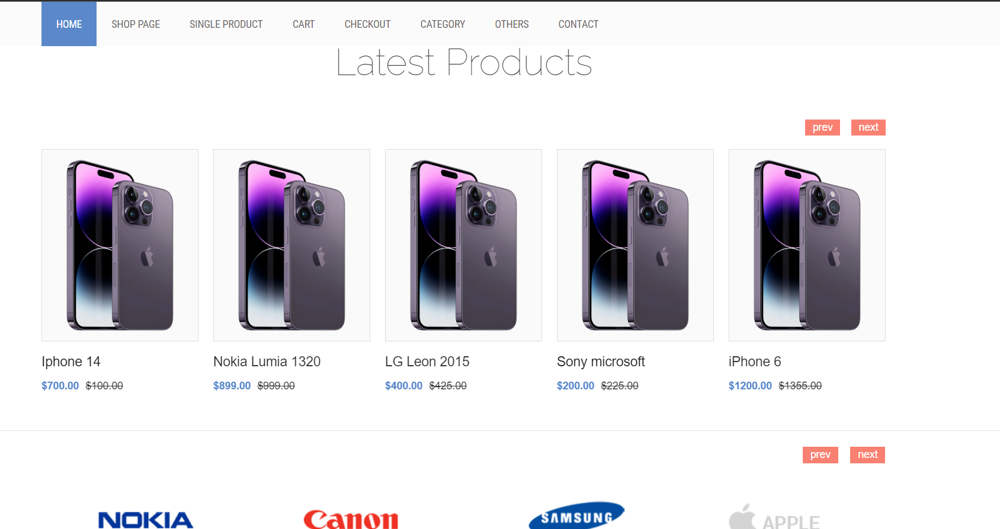 HOME SHOP PAGE SINGLE PRODUCT CART CHECKOUT CATEGORY OTHERS CONTACT
Latest Products
prev next
Iphone 14 Nokia Lumia 1320 LG Leon 2015 Sony microsoft iPhone 6
$700.00 $100.00 $899.00 $999.00 $400.00 $425.00 $200.00 $225.00 $1200.00 $1355.00
prev next
NOKIA Canon SAMSUNG APPLE